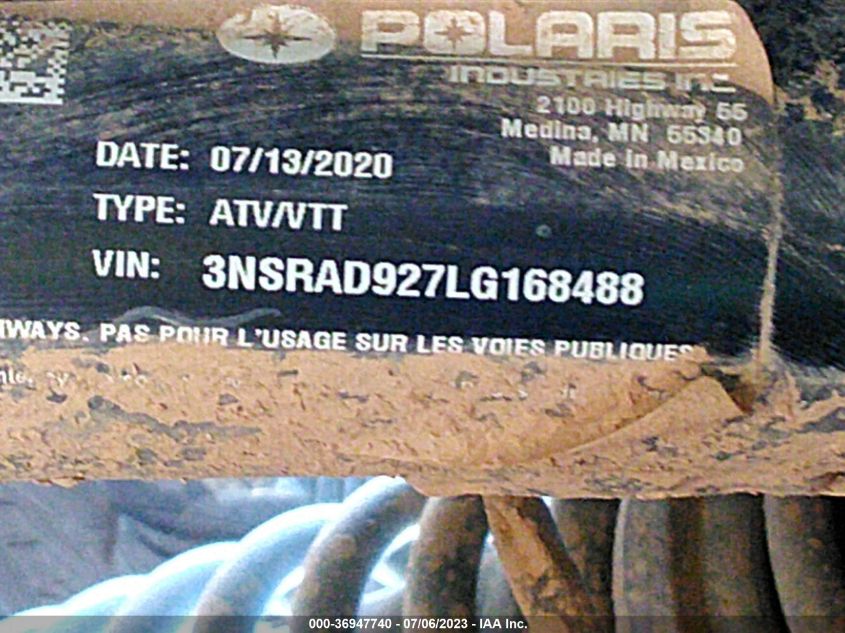 POLARIS
INDUSTRIES INC.
2100 Highway 55
Medina, MN 55340
Made in Mexico
DATE: 07/13/2020
TYPE: ATV/VTT
VIN: 3NSRAD927LG168488
WAYS. PAS POUR L'USAGE SUR LES VOIES PUBLIQUES
000-36947740 - 07/06/2023 - IAA Inc.